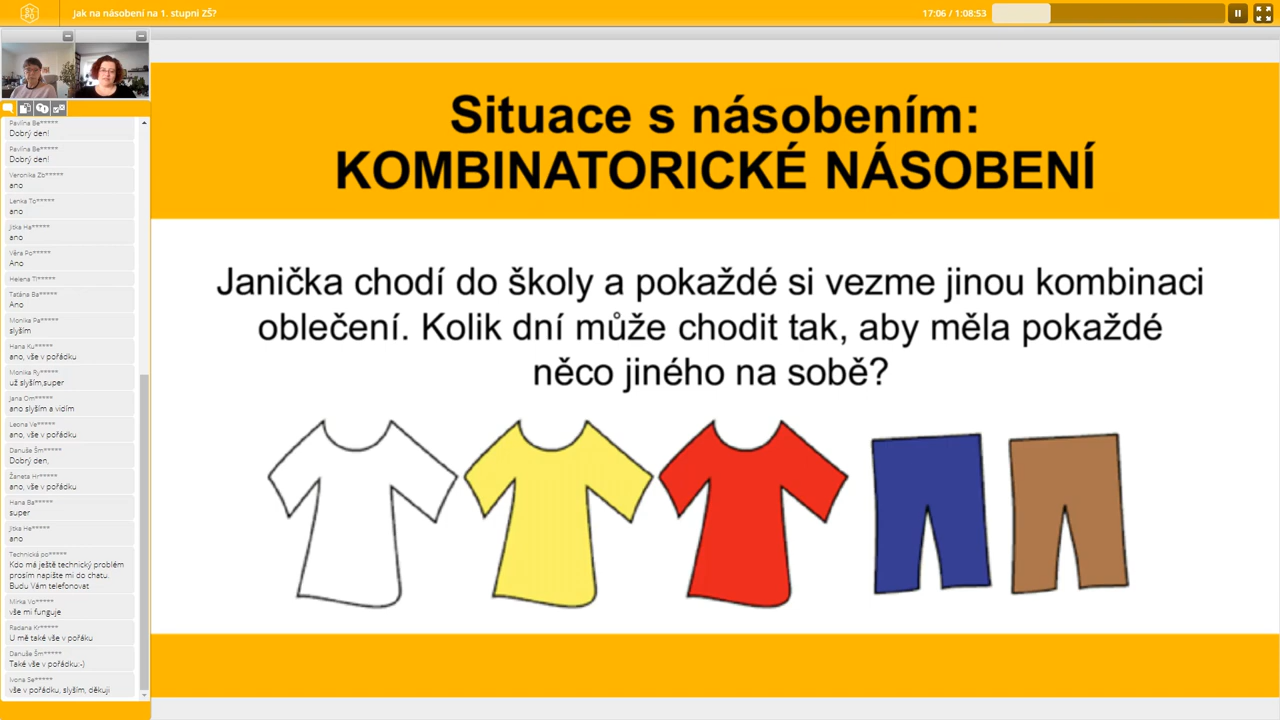 Jak na násobení na 1. stupni ZŠ?
17:06 / 1:08:53
Situace s násobením:
KOMBINATORICKÉ NÁSOBENÍ
Janička chodí do školy a pokaždé si vezme jinou kombinaci
oblečení. Kolik dní může chodit tak, aby měla pokaždé
něco jiného na sobě?
Pavlína Be*****
Dobrý den!
Pavlína Be*****
Dobrý den!
Veronika Zb*****
ano
Lenka To*****
ano
Jitka Ha*****
ano
Věra Po*****
Ano
Helena Tl*****
Taťána Ba*****
Ano
Monika Pa*****
slyším
Hana Ku*****
ano, vše v pořádku
Monika Ry*****
už slyším,super
Jana Om*****
ano slyším a vidím
Leona Ve*****
ano, vše v pořádku
Danuše Šm*****
Dobrý den,
Žaneta Hr*****
ano, vše v pořádku
Hana Ba*****
super
Jitka Ha*****
ano
Technická po*****
Kdo má ještě technický problém
prosím napište mi do chatu.
Budu Vám telefonovat
Mirka Vo*****
vše mi funguje
Radana Kr*****
U mě také vše v pořáku
Danuše Šm*****
Také vše v pořádku:-)
Ivona Se*****
vše v pořádku, slyším, děkuji